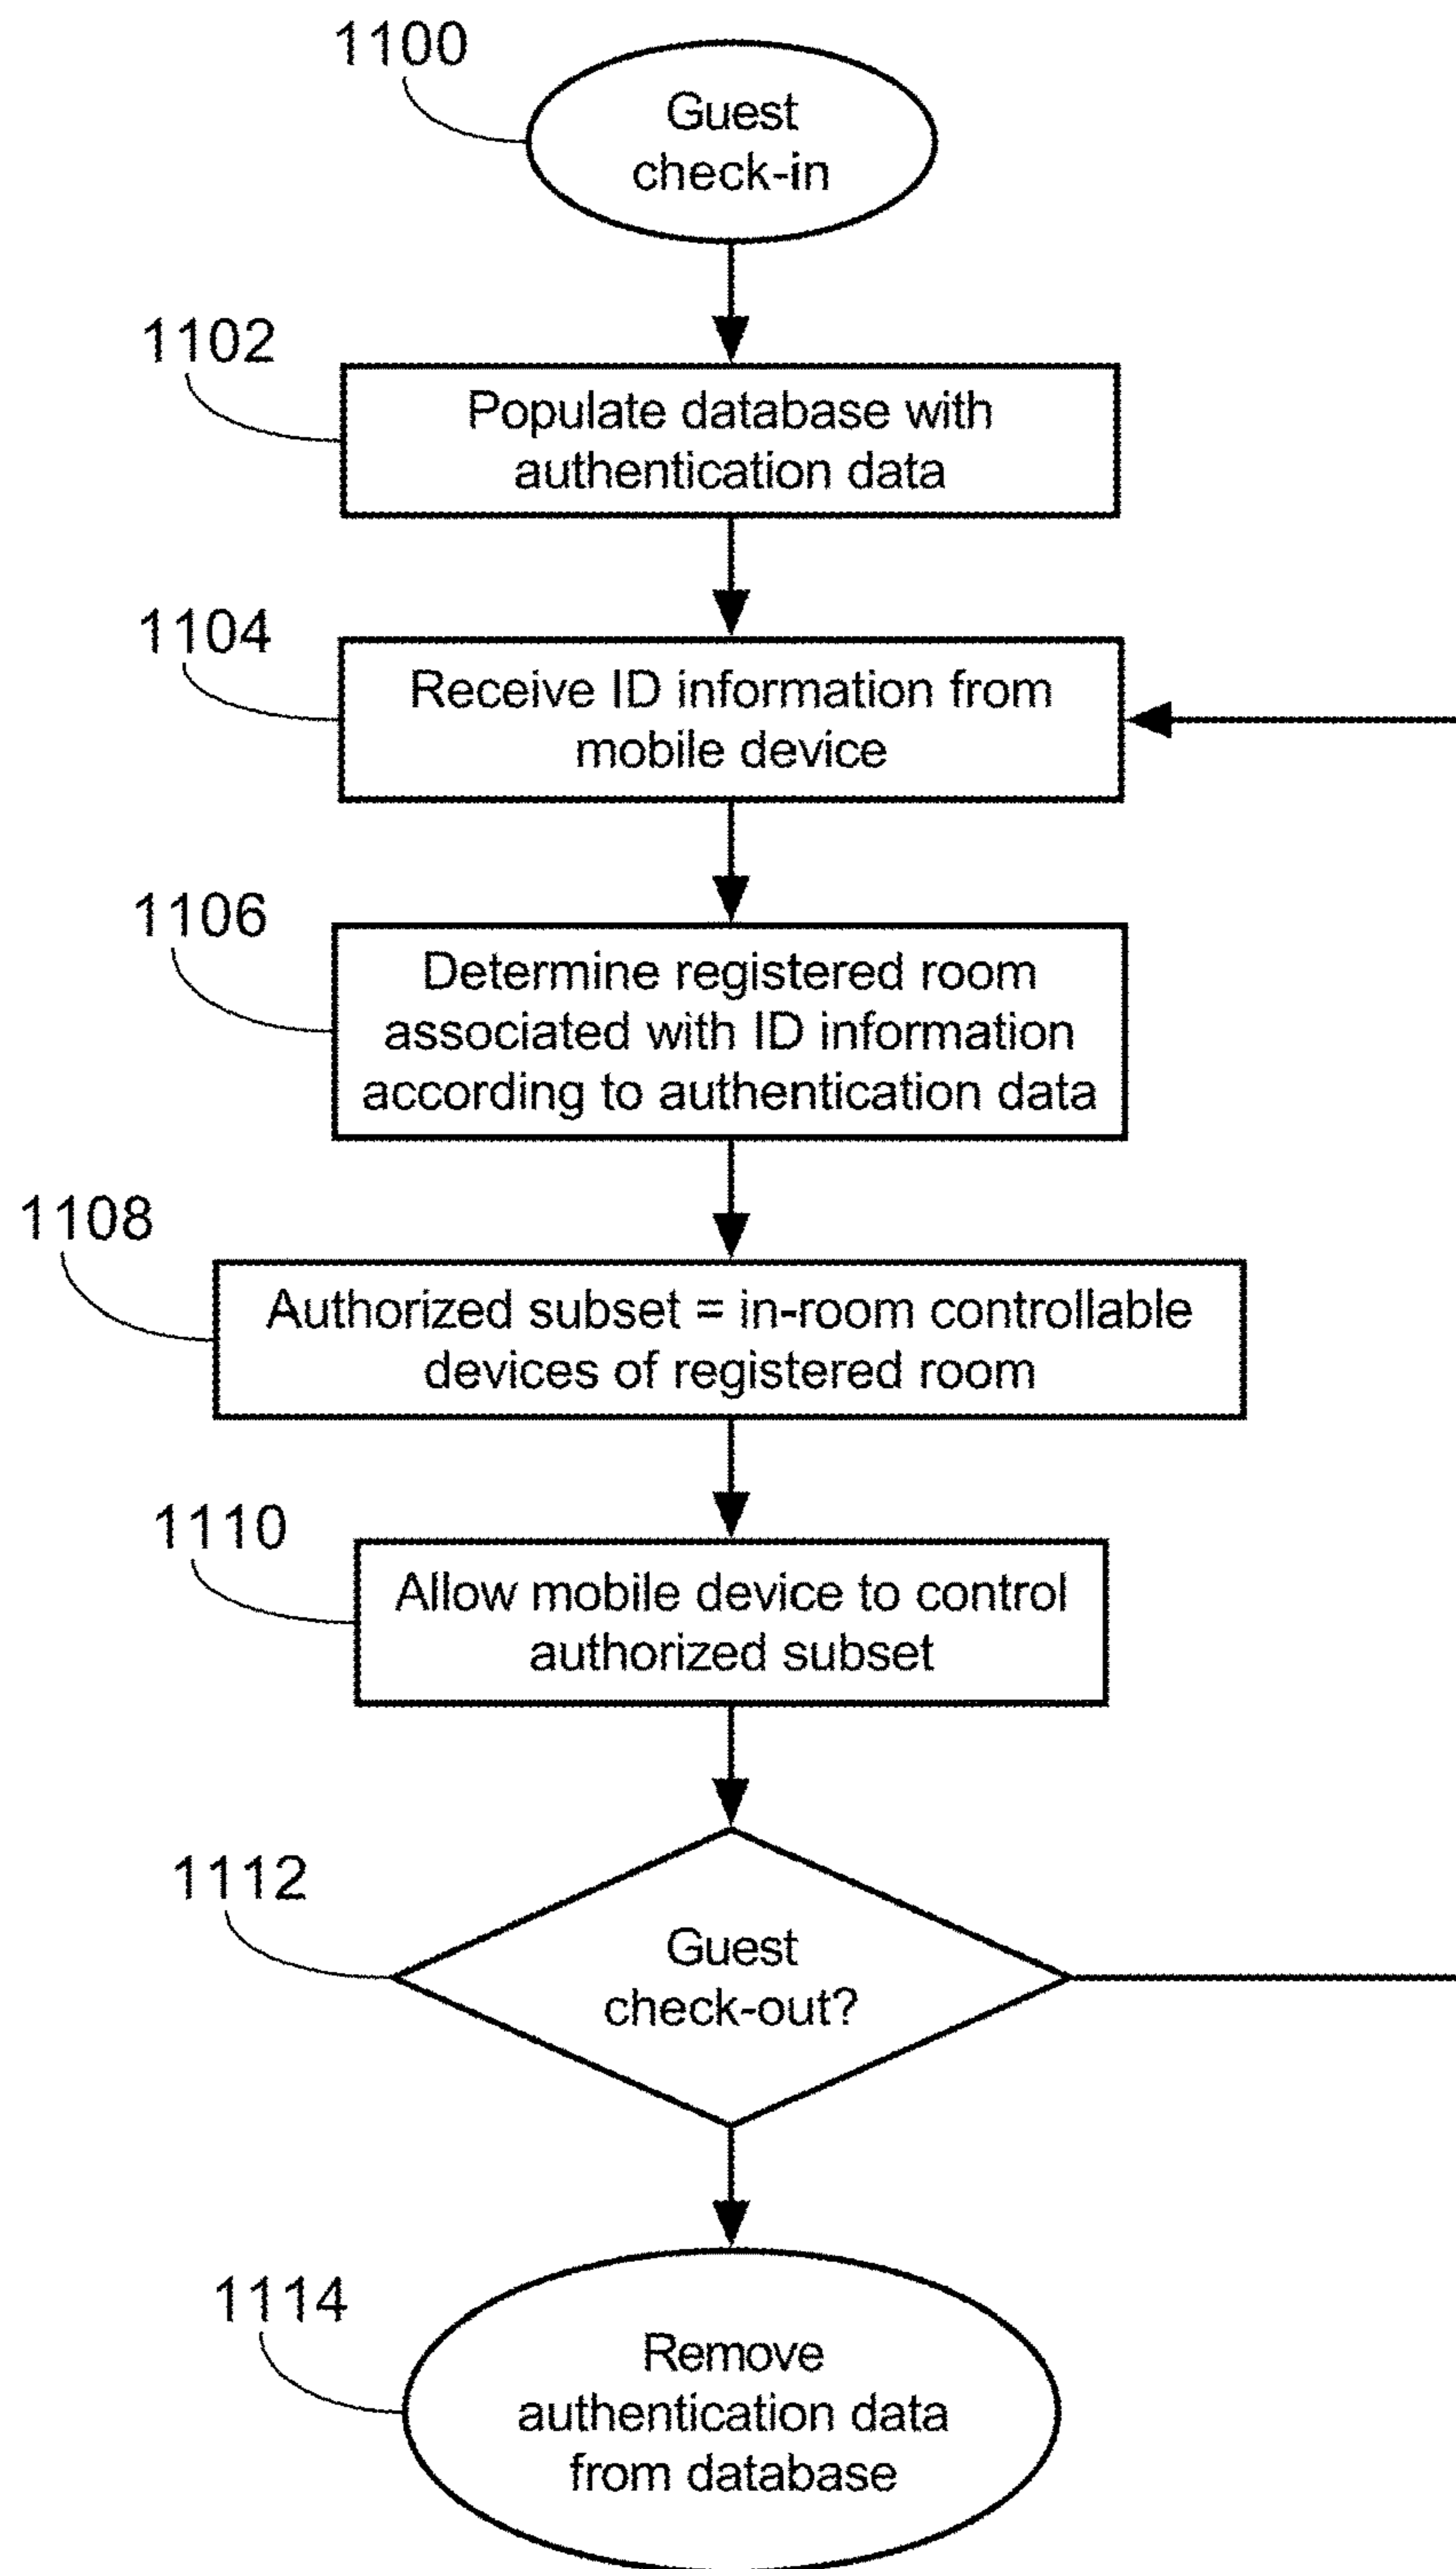 1100
Guest
check-in
1102
Populate database with
authentication data
1104
Receive ID information from
mobile device
1106
Determine registered room
associated with ID information
according to authentication data
1108
Authorized subset = in-room controllable
devices of registered room
1110
Allow mobile device to control
authorized subset
1112
Guest
check-out?
1114
Remove
authentication data
from database